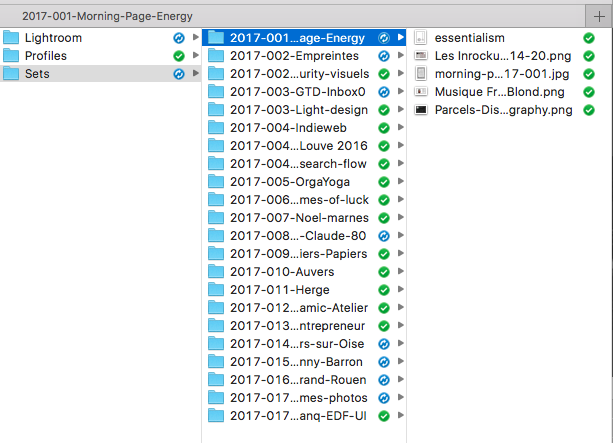 2017-001-Morning-Page-Energy
Lightroom
Profiles
Sets
2017-001...age-Energy
2017-002-Empreintes
2017-002...urity-visuels
2017-003-GTD-Inbox0
2017-003-Light-design
2017-004-Indieweb
2017-004...Louve 2016
2017-004...search-flow
2017-005-OrgaYoga
2017-006...mes-of-luck
2017-007-Noel-marnes
2017-008...-Claude-80
2017-009...iers-Papiers
2017-010-Auvers
2017-011-Herge
2017-012...amic-Atelier
2017-013...ntrepreneur
2017-014...rs-sur-Oise
2017-015...nny-Barron
2017-016...rand-Rouen
2017-017...mes-photos
2017-017...anq-EDF-UI
essentialism
Les Inrocku...14-20.png
morning-p...17-001.jpg
Musique Fr...Blond.png
Parcels-Dis...graphy.png